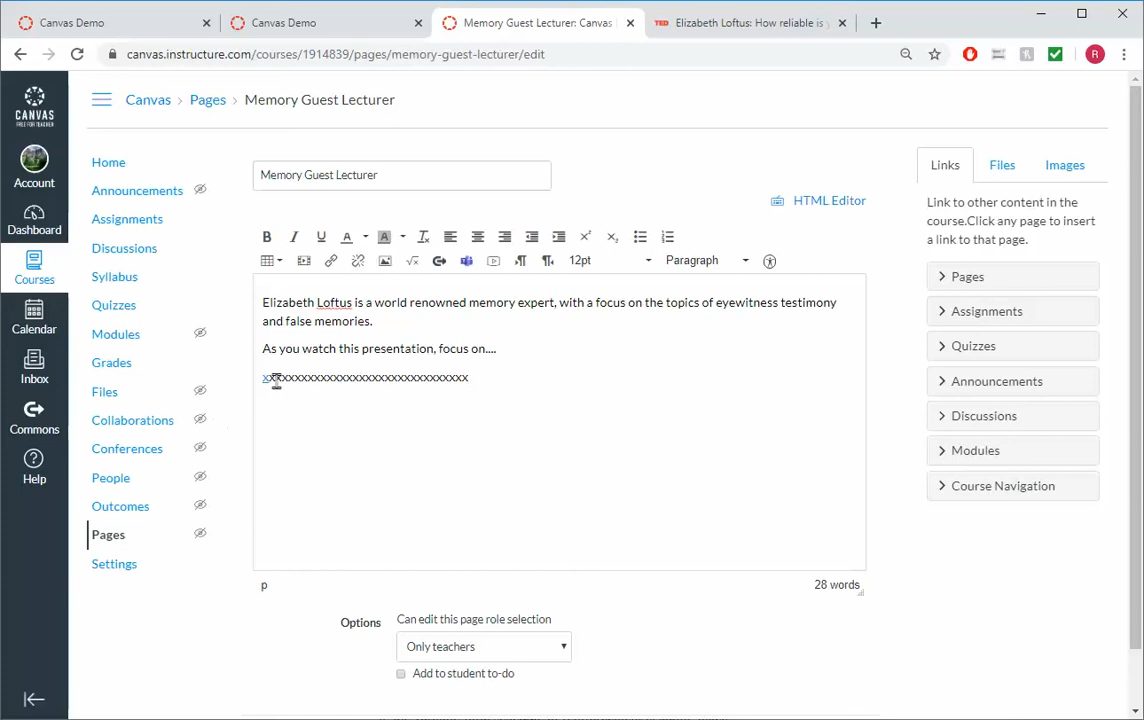 Canvas Demo
Canvas Demo
Memory Guest Lecturer: Canvas
TED
Elizabeth Loftus: How reliable is
canvas.instructure.com/courses/1914839/pages/memory-guest-lecturer/edit
R
CANVAS
FREE FOR TEACHER
Account
Dashboard
Courses
Calendar
Inbox
Commons
Help
Canvas > Pages > Memory Guest Lecturer
Home
Announcements
Assignments
Discussions
Syllabus
Quizzes
Modules
Grades
Files
Collaborations
Conferences
People
Outcomes
Pages
Settings
Memory Guest Lecturer
HTML Editor
12pt
Paragraph
Elizabeth Loftus is a world renowned memory expert, with a focus on the topics of eyewitness testimony
and false memories.
As you watch this presentation, focus on....
p
28 words
Options
Can edit this page role selection
Only teachers
Add to student to-do
Links
Files
Images
Link to other content in the
course.Click any page to insert
a link to that page.
Pages
Assignments
Quizzes
Announcements
Discussions
Modules
Course Navigation